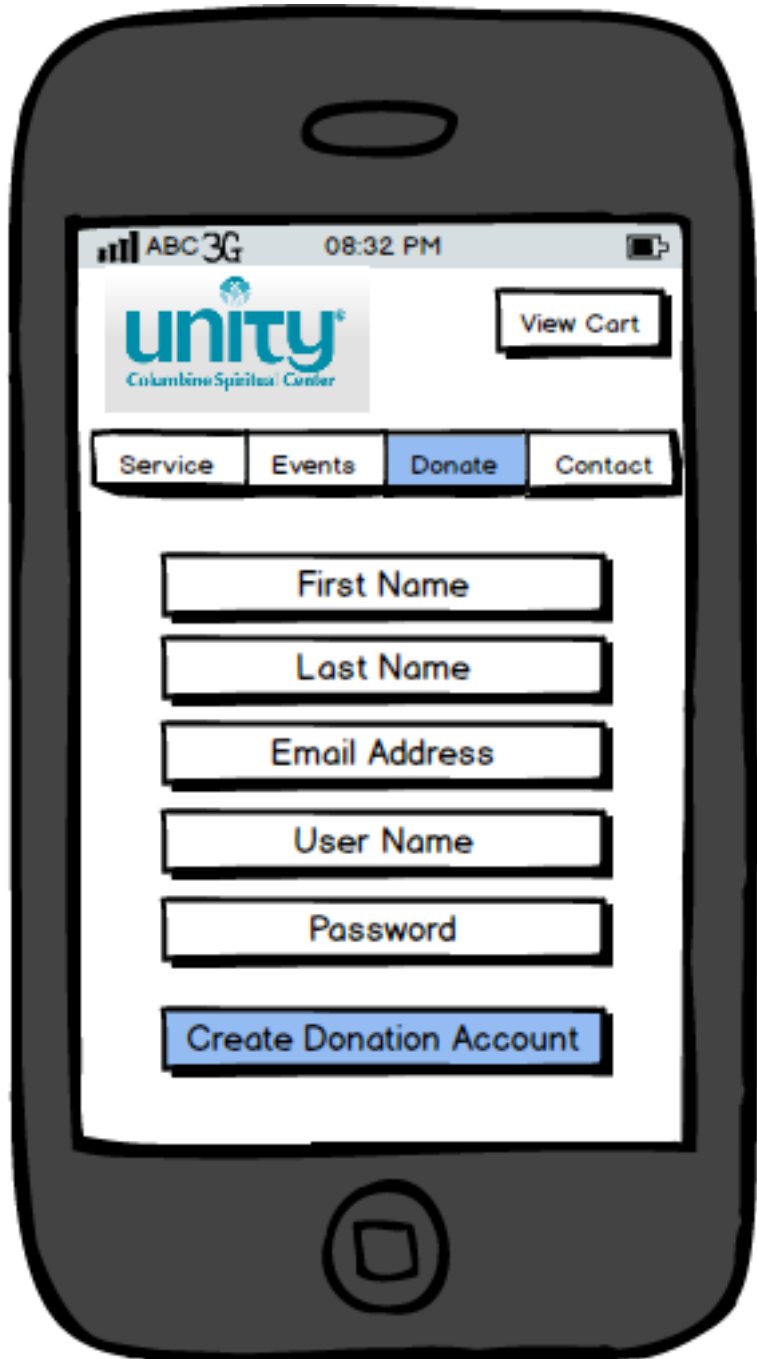 ABC 3G 08:32 PM
unity®
Columbine Spiritual Center
View Cart
Service Events Donate Contact
First Name
Last Name
Email Address
User Name
Password
Create Donation Account